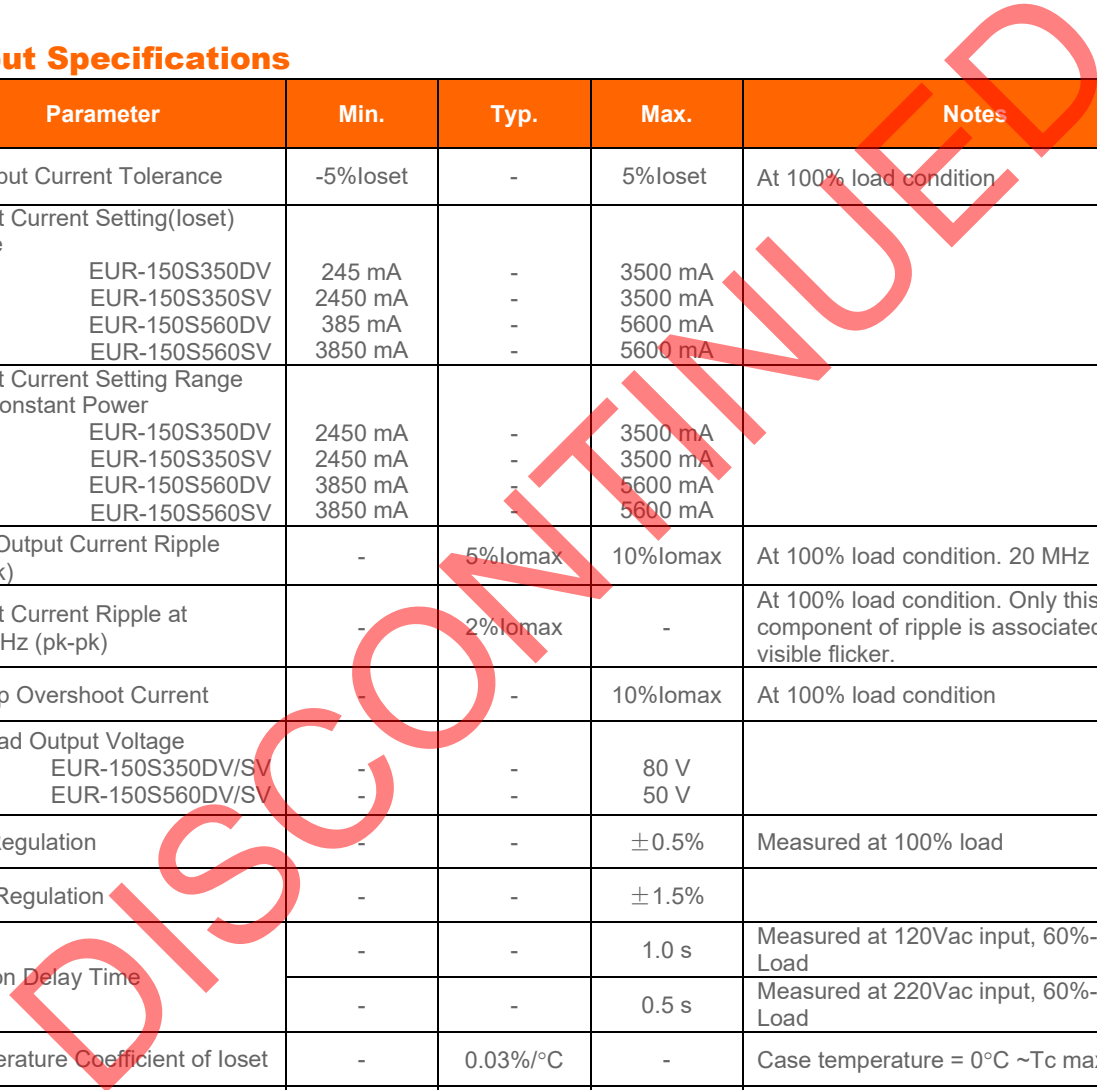 ut Specifications
Parameter Min. Typ. Max. Notes
out Current Tolerance -5%Ioset - 5%Ioset At 100% load condition
t Current Setting(Ioset)
e
EUR-150S350DV 245 mA - 3500 mA
EUR-150S350SV 2450 mA - 3500 mA
EUR-150S560DV 385 mA - 5600 mA
EUR-150S560SV 3850 mA - 5600 mA
t Current Setting Range
onstant Power
EUR-150S350DV 2450 mA - 3500 mA
EUR-150S350SV 2450 mA - 3500 mA
EUR-150S560DV 3850 mA - 5600 mA
EUR-150S560SV 3850 mA - 5600 mA
Output Current Ripple
k) - 5%Iomax 10%Iomax At 100% load condition. 20 MHz
t Current Ripple at
Hz (pk-pk) - 2%Iomax -
At 100% load condition. Only this
component of ripple is associated
visible flicker.
p Overshoot Current - - 10%Iomax At 100% load condition
ad Output Voltage
EUR-150S350DV/SV - - 80 V
EUR-150S560DV/SV - - 50 V
egulation - - ±0.5% Measured at 100% load
Regulation - - ±1.5%
on Delay Time
- - 1.0 s Measured at 120Vac input, 60%-
Load
- - 0.5 s Measured at 220Vac input, 60%-
Load
erature Coefficient of Ioset - 0.03%/°C - Case temperature = 0°C ~Tc max
DISCONTINUED